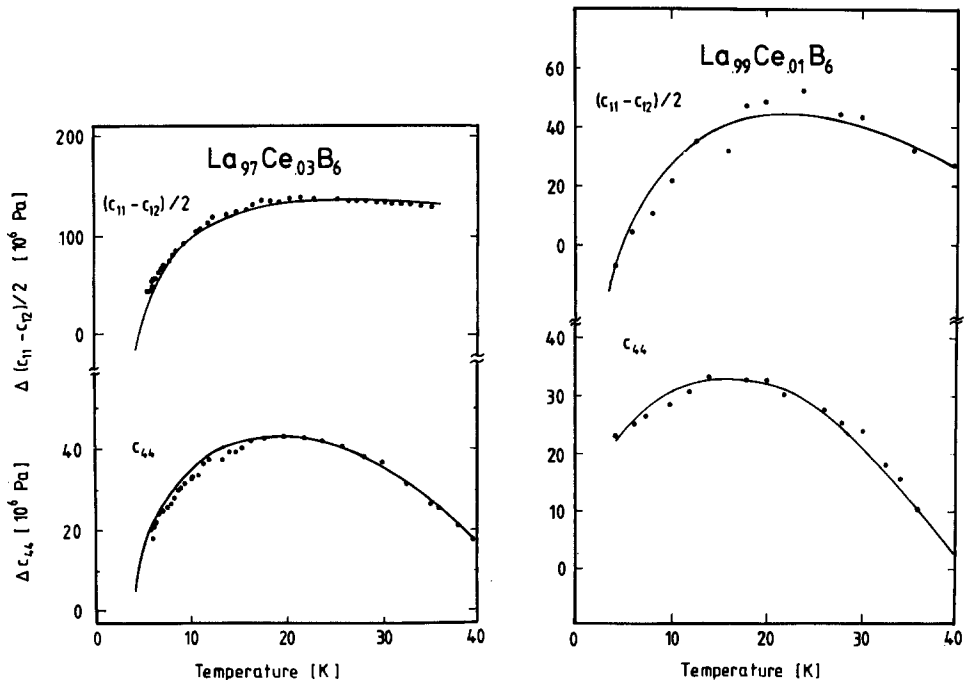 La.97Ce.03B6
(c11 – c12) / 2
200
100
0
c44
40
20
0
0 10 20 30 40
Temperature [K]
Δ c44 [10^6 Pa] Δ (c11 – c12)/2 [10^6 Pa]
La.99Ce.01B6
(c11 – c12) / 2
60
40
20
0
c44
40
30
20
10
0
0 10 20 30 40
Temperature [K]